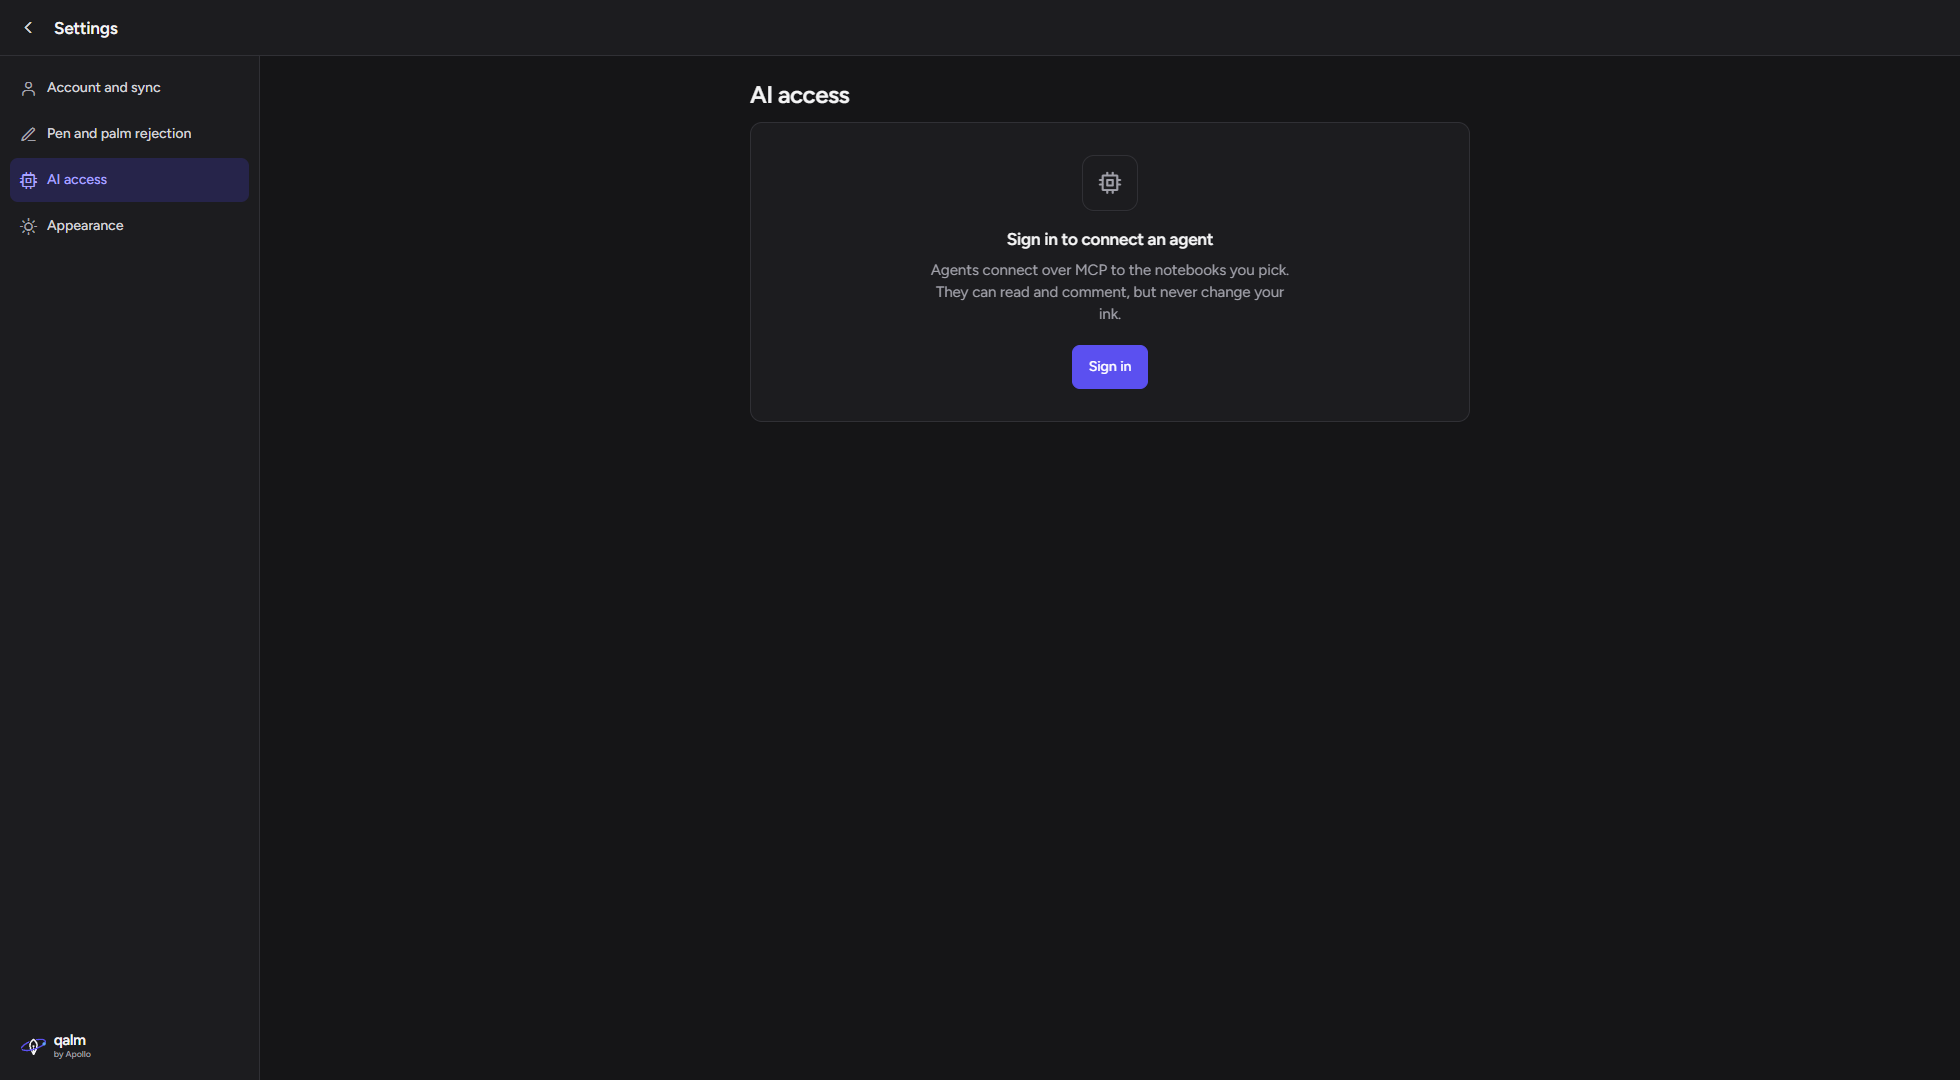 Settings
Account and sync
Pen and palm rejection
AI access
Appearance
AI access
Sign in to connect an agent
Agents connect over MCP to the notebooks you pick.
They can read and comment, but never change your
ink.
Sign in
qalm
by Apollo